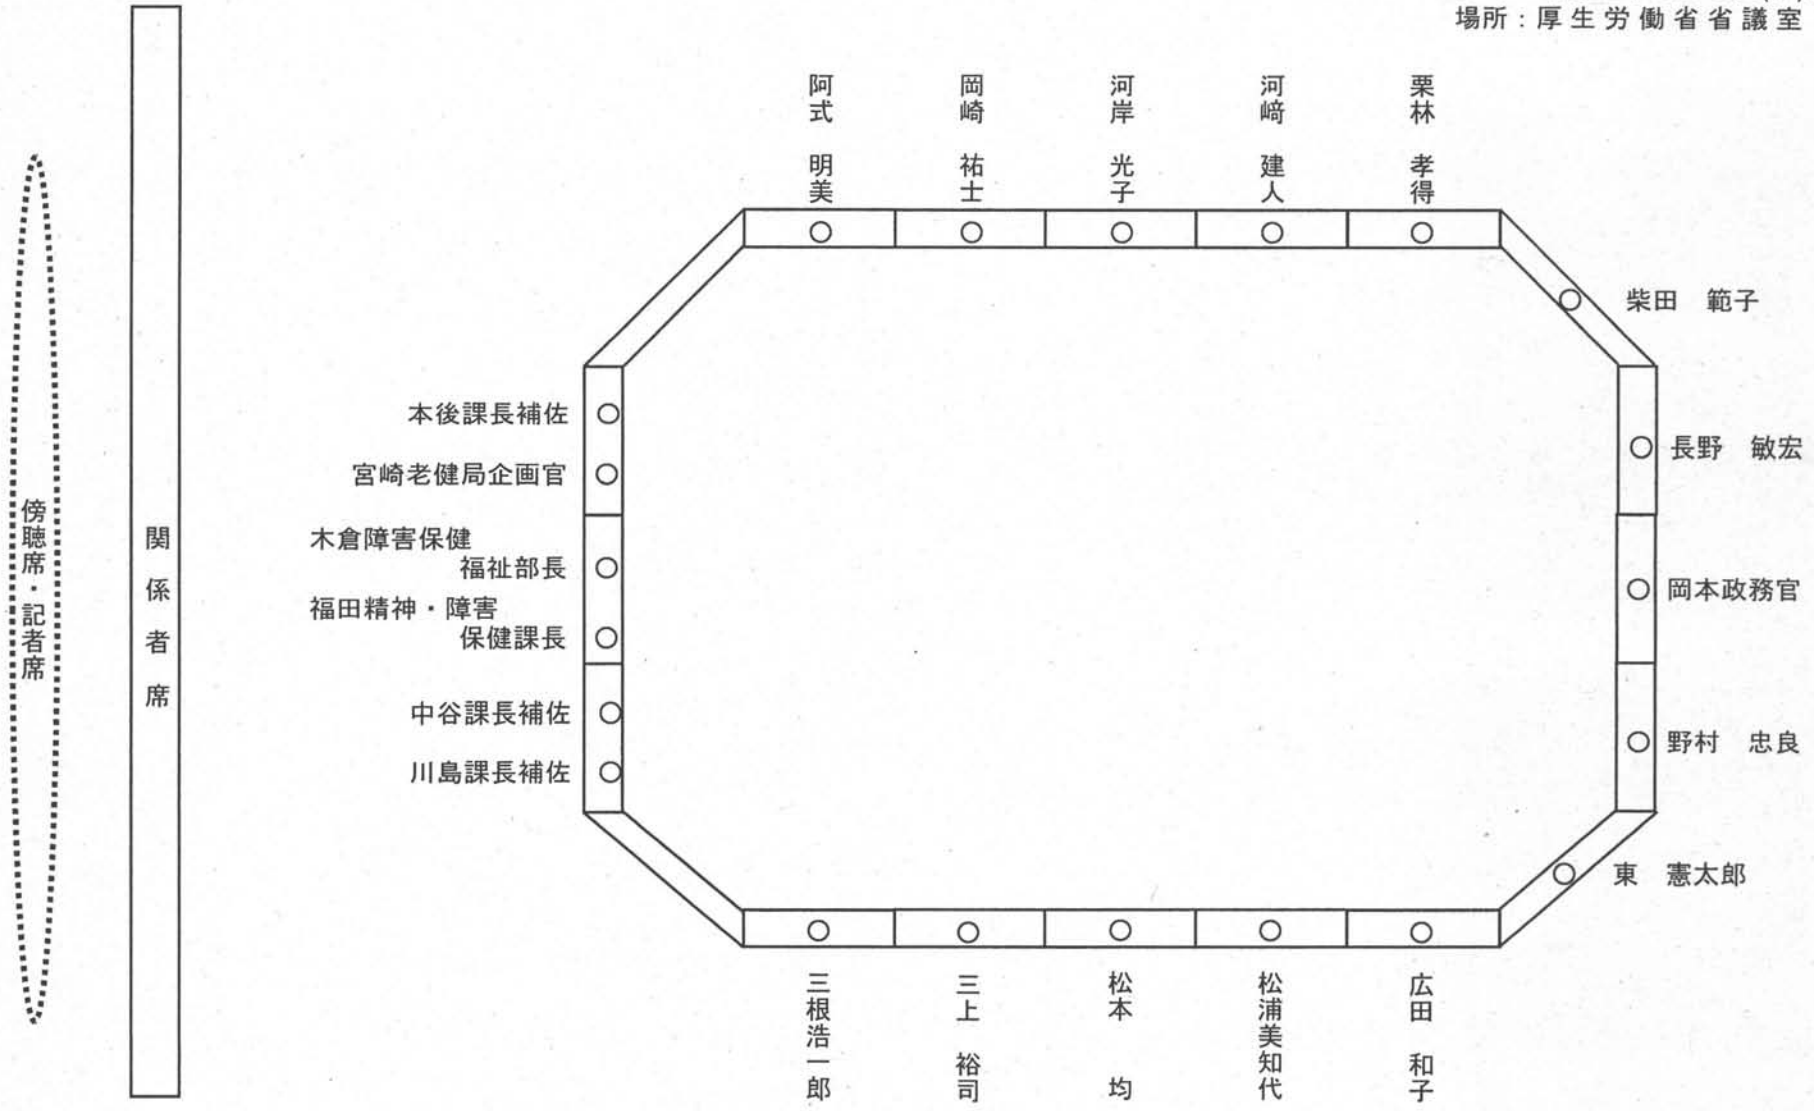 場所：厚生労働省省議室
阿式 明美
岡崎 祐士
河岸 光子
河﨑 建人
栗林 孝得
柴田 範子
長野 敏宏
岡本政務官
野村 忠良
東 憲太郎
本後課長補佐
宮崎老健局企画官
木倉障害保健
福祉部長
福田精神・障害
保健課長
中谷課長補佐
川島課長補佐
関係者席
傍聴席・記者席
三根浩一郎
三上 裕司
松本 均
松浦美知代
広田 和子